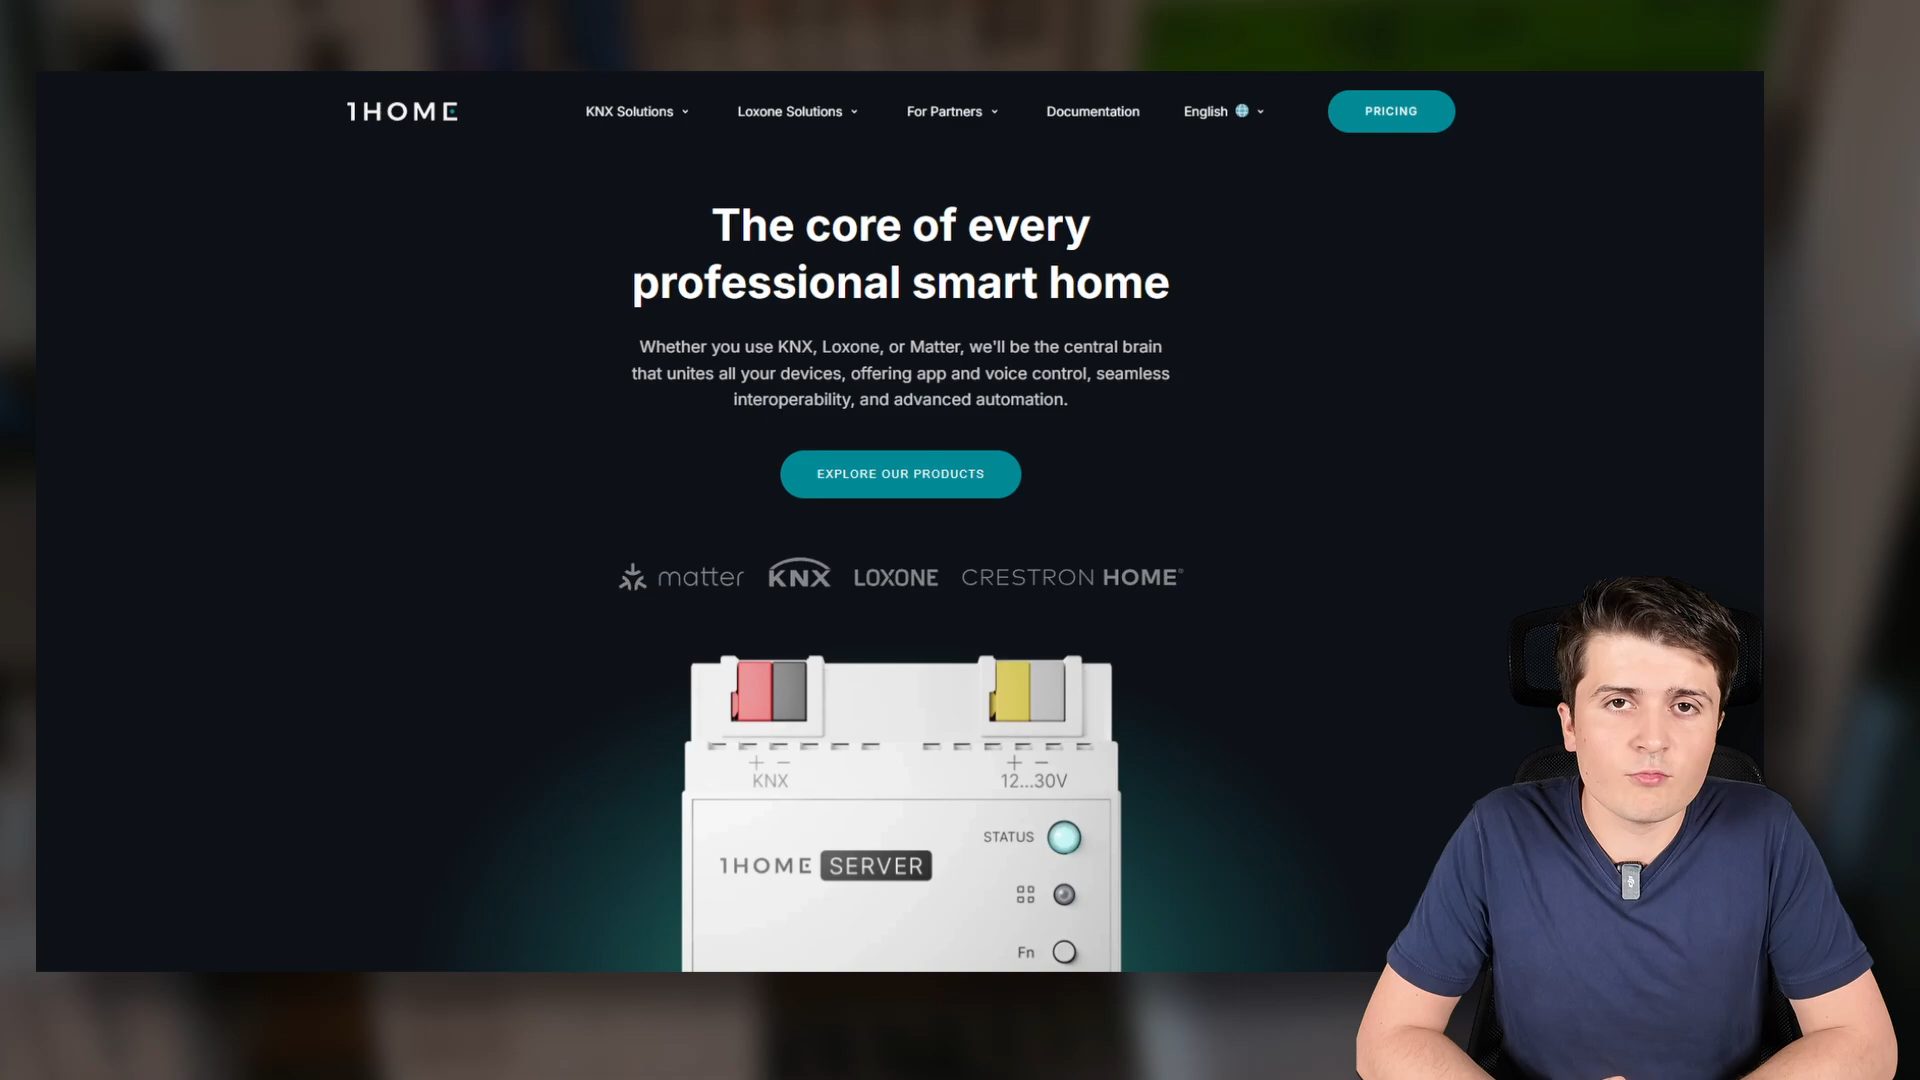 1HOME
KNX Solutions
Loxone Solutions
For Partners
Documentation
English
PRICING
The core of every
professional smart home
Whether you use KNX, Loxone, or Matter, we'll be the central brain
that unites all your devices, offering app and voice control, seamless
interoperability, and advanced automation.
EXPLORE OUR PRODUCTS
matter KNX LOXONE CRESTRON HOME®
+ − + −
KNX 12...30V
STATUS
1HOME SERVER
Fn